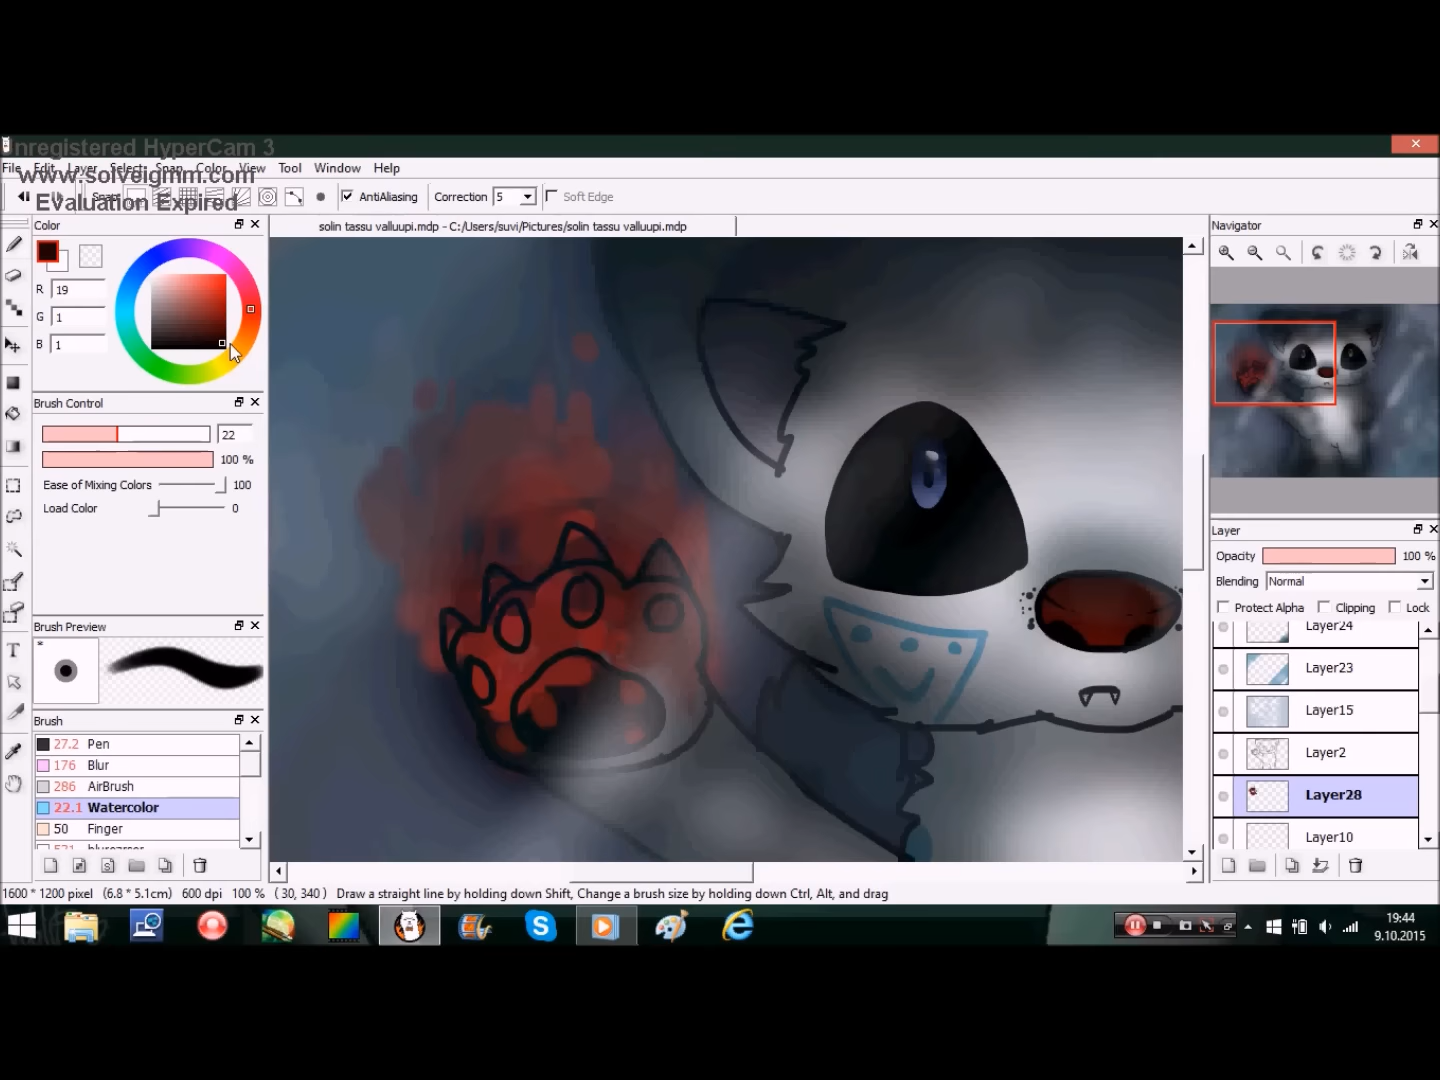 Unregistered HyperCam 3
File Edit Layer Select Snap Color View Tool Window Help
www.solveigmm.com
Snap AntiAliasing Correction 5 Soft Edge
Evaluation Expired
Color
solin tassu valluupi.mdp - C:/Users/suvi/Pictures/solin tassu valluupi.mdp
Navigator
R 19
G 1
B 1
Brush Control
22
100 %
Ease of Mixing Colors 100
Load Color 0
Layer
Opacity 100 %
Blending Normal
Protect Alpha Clipping Lock
Layer24
Layer23
Layer15
Layer2
Layer28
Layer10
Brush Preview
*
Brush
27.2 Pen
176 Blur
286 AirBrush
22.1 Watercolor
50 Finger
1600 * 1200 pixel (6.8 * 5.1cm) 600 dpi 100 % ( 30, 340 ) Draw a straight line by holding down Shift, Change a brush size by holding down Ctrl, Alt, and drag
19:44
9.10.2015